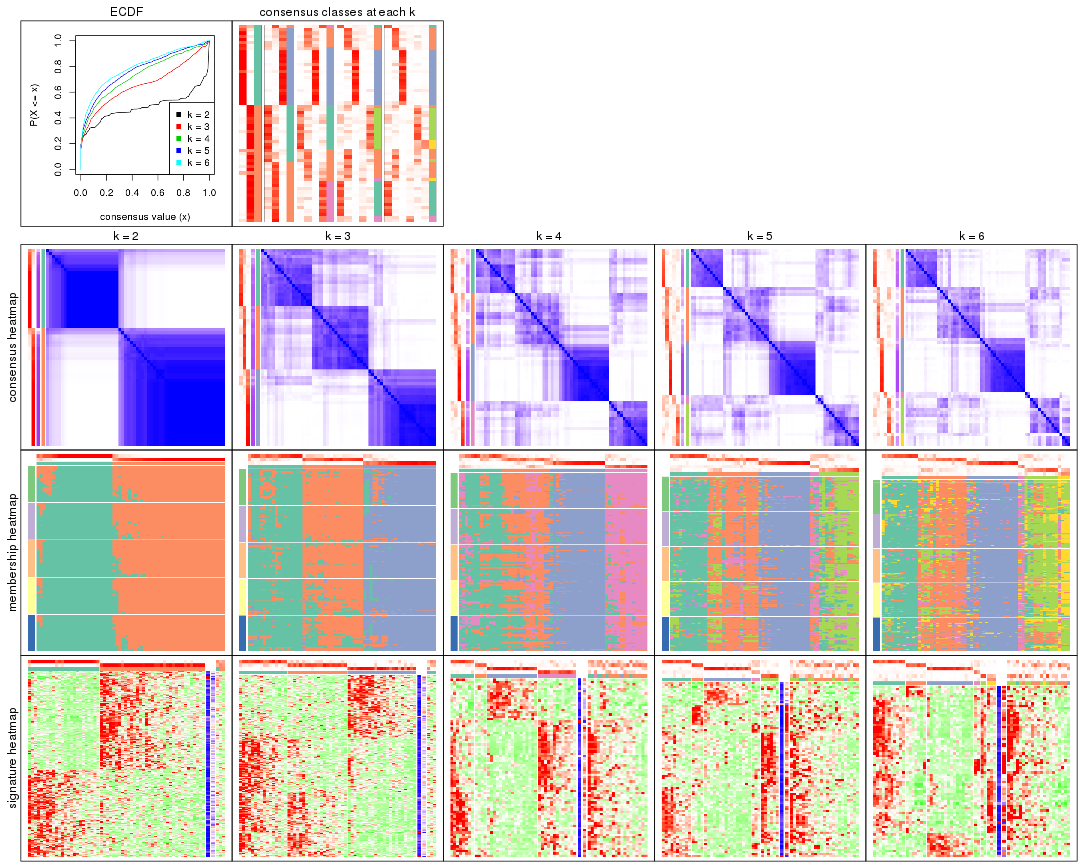 ECDF
consensus classes at each k
P(X <= x)
0.0 0.2 0.4 0.6 0.8 1.0
k = 2
k = 3
k = 4
k = 5
k = 6
0.0 0.2 0.4 0.6 0.8 1.0
consensus value (x)
k = 2
k = 3
k = 4
k = 5
k = 6
consensus heatmap
membership heatmap
signature heatmap